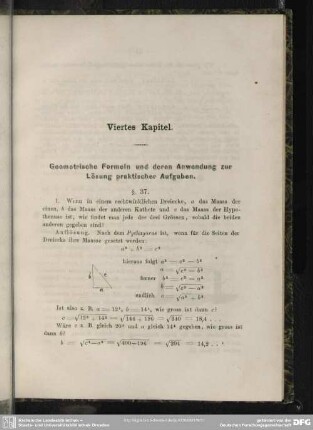 Viertes Kapitel.
Geometrische Formeln und deren Anwendung zur
Lösung praktischer Aufgaben.
§. 37.
1. Wenn in einem rechtwinklichen Dreiecke, a das Maass der
einen, b das Maass der anderen Kathete und c das Maass der Hypo-
thenuse ist; wie findet man jede der drei Grössen, sobald die beiden
anderen gegeben sind?
Auflösung. Nach dem Pythagoras ist, wenn für die Seiten des
Dreiecks ihre Maasse gesetzt werden:
a² + b² = c²
hieraus folgt a² = c² − b²
a = √c² − b²
ferner b² = c² − a²
b = √c² − a²
endlich c = √a² + b²
Ist also z. B. a = 12', b = 14', wie gross ist dann c?
c = √12² + 14² = √144 + 196 = √340 = 18,4 . . .
Wäre c z. B. gleich 20' und a gleich 14' gegeben, wie gross ist
dann b?
b = √c²−a² = √400−196 = √204 = 14,2 . .